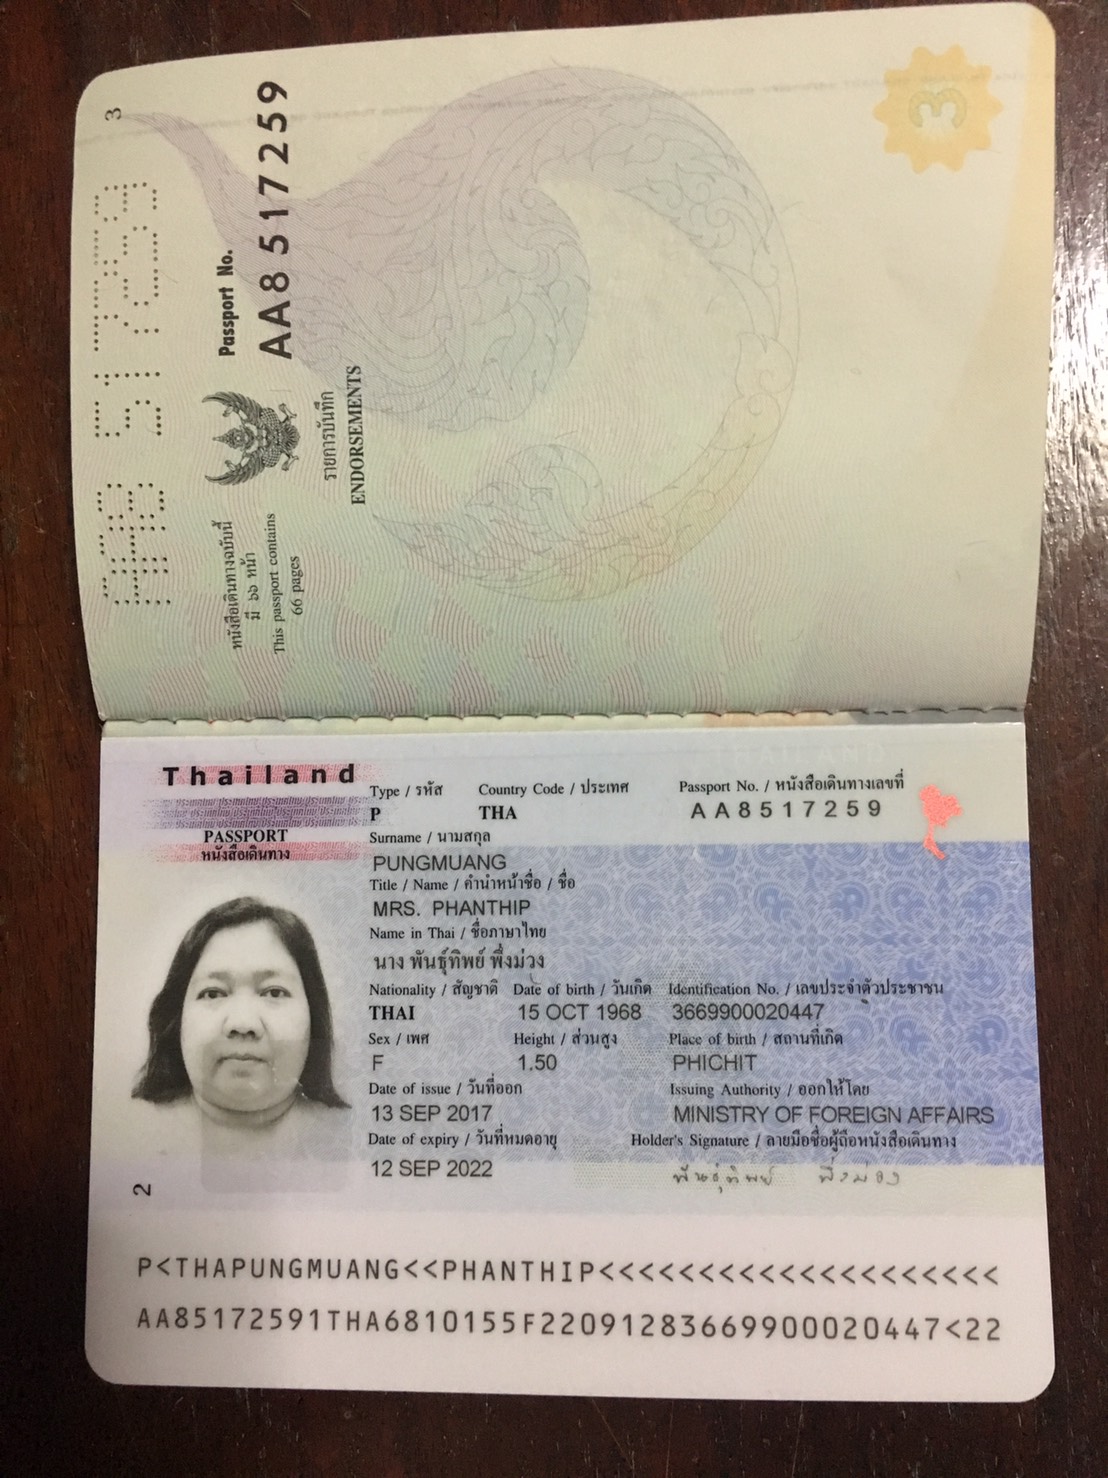 3
AA8517259
Passport No.
AA8517259
หนังสือเดินทางฉบับนี้
มี ๖๖ หน้า
This passport contains
66 pages
รายการบันทึก
ENDORSEMENTS
3
Thailand
PASSPORT
หนังสือเดินทาง
Type / รหัส Country Code / ประเทศ Passport No. / หนังสือเดินทางเลขที่
P THA AA8517259
Surname / นามสกุล
PUNGMUANG
Title / Name / คำนำหน้าชื่อ / ชื่อ
MRS. PHANTHIP
Name in Thai / ชื่อภาษาไทย
นาง พันธุ์ทิพย์ พึ่งม่วง
Nationality / สัญชาติ Date of birth / วันเกิด Identification No. / เลขประจำตัวประชาชน
THAI 15 OCT 1968 3669900020447
Sex / เพศ Height / ส่วนสูง Place of birth / สถานที่เกิด
F 1.50 PHICHIT
Date of issue / วันที่ออก Issuing Authority / ออกให้โดย
13 SEP 2017 MINISTRY OF FOREIGN AFFAIRS
Date of expiry / วันที่หมดอายุ Holder's Signature / ลายมือชื่อผู้ถือหนังสือเดินทาง
12 SEP 2022 พันธุ์ทิพย์ พึ่งม่วง
2
P<THAPUNGMUANG<<PHANTHIP<<<<<<<<<<<<<<<<<<<<
AA85172591THA6810155F22091283669900020447<22